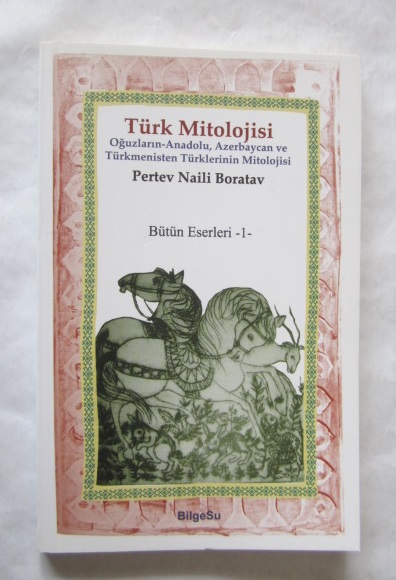 Türk Mitolojisi
Oğuzların-Anadolu, Azerbaycan ve
Türkmenisten Türklerinin Mitolojisi
Pertev Naili Boratav
Bütün Eserleri -1-
BilgeSu